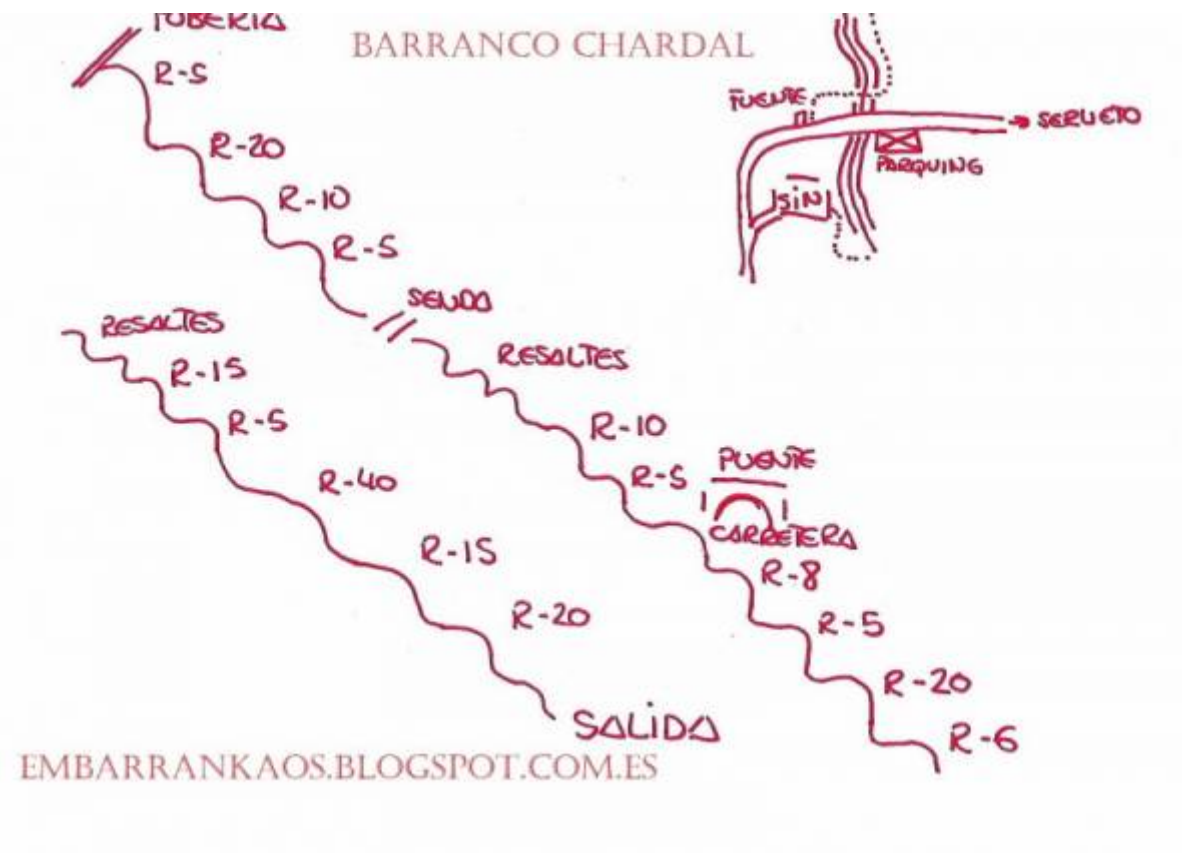 TUBERIA
BARRANCO CHARDAL
R-5
R-20
R-10
R-5
SENDA
RESALTES
R-10
R-5
PUENTE
CARRETERA
R-8
R-5
R-20
R-6
RESALTES
R-15
R-5
R-40
R-15
R-20
SALIDA
FUENTE
SERVETO
PARQUING
SIN
EMBARRANKAOS.BLOGSPOT.COM.ES